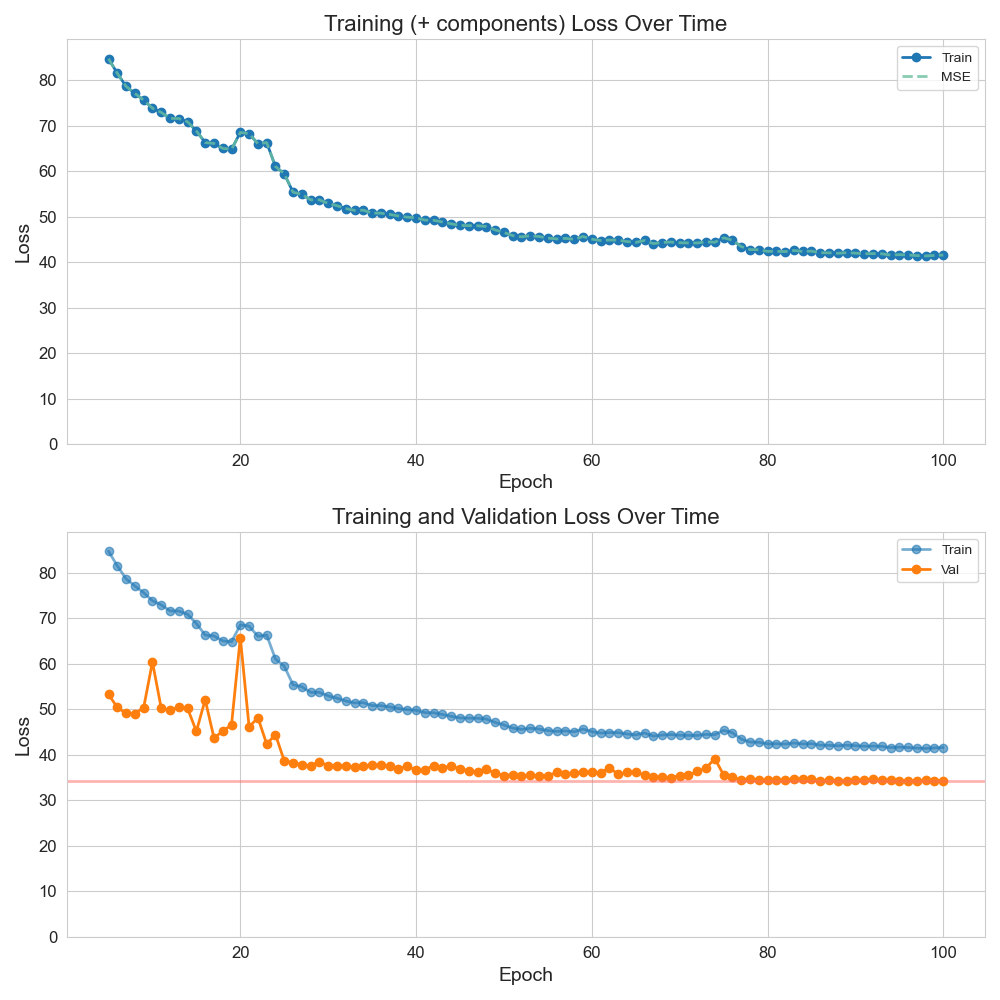 Training (+ components) Loss Over Time
Train
MSE
80
70
60
50
40
30
20
10
0
Loss
20 40 60 80 100
Epoch
Training and Validation Loss Over Time
Train
Val
80
70
60
50
40
30
20
10
0
Loss
20 40 60 80 100
Epoch